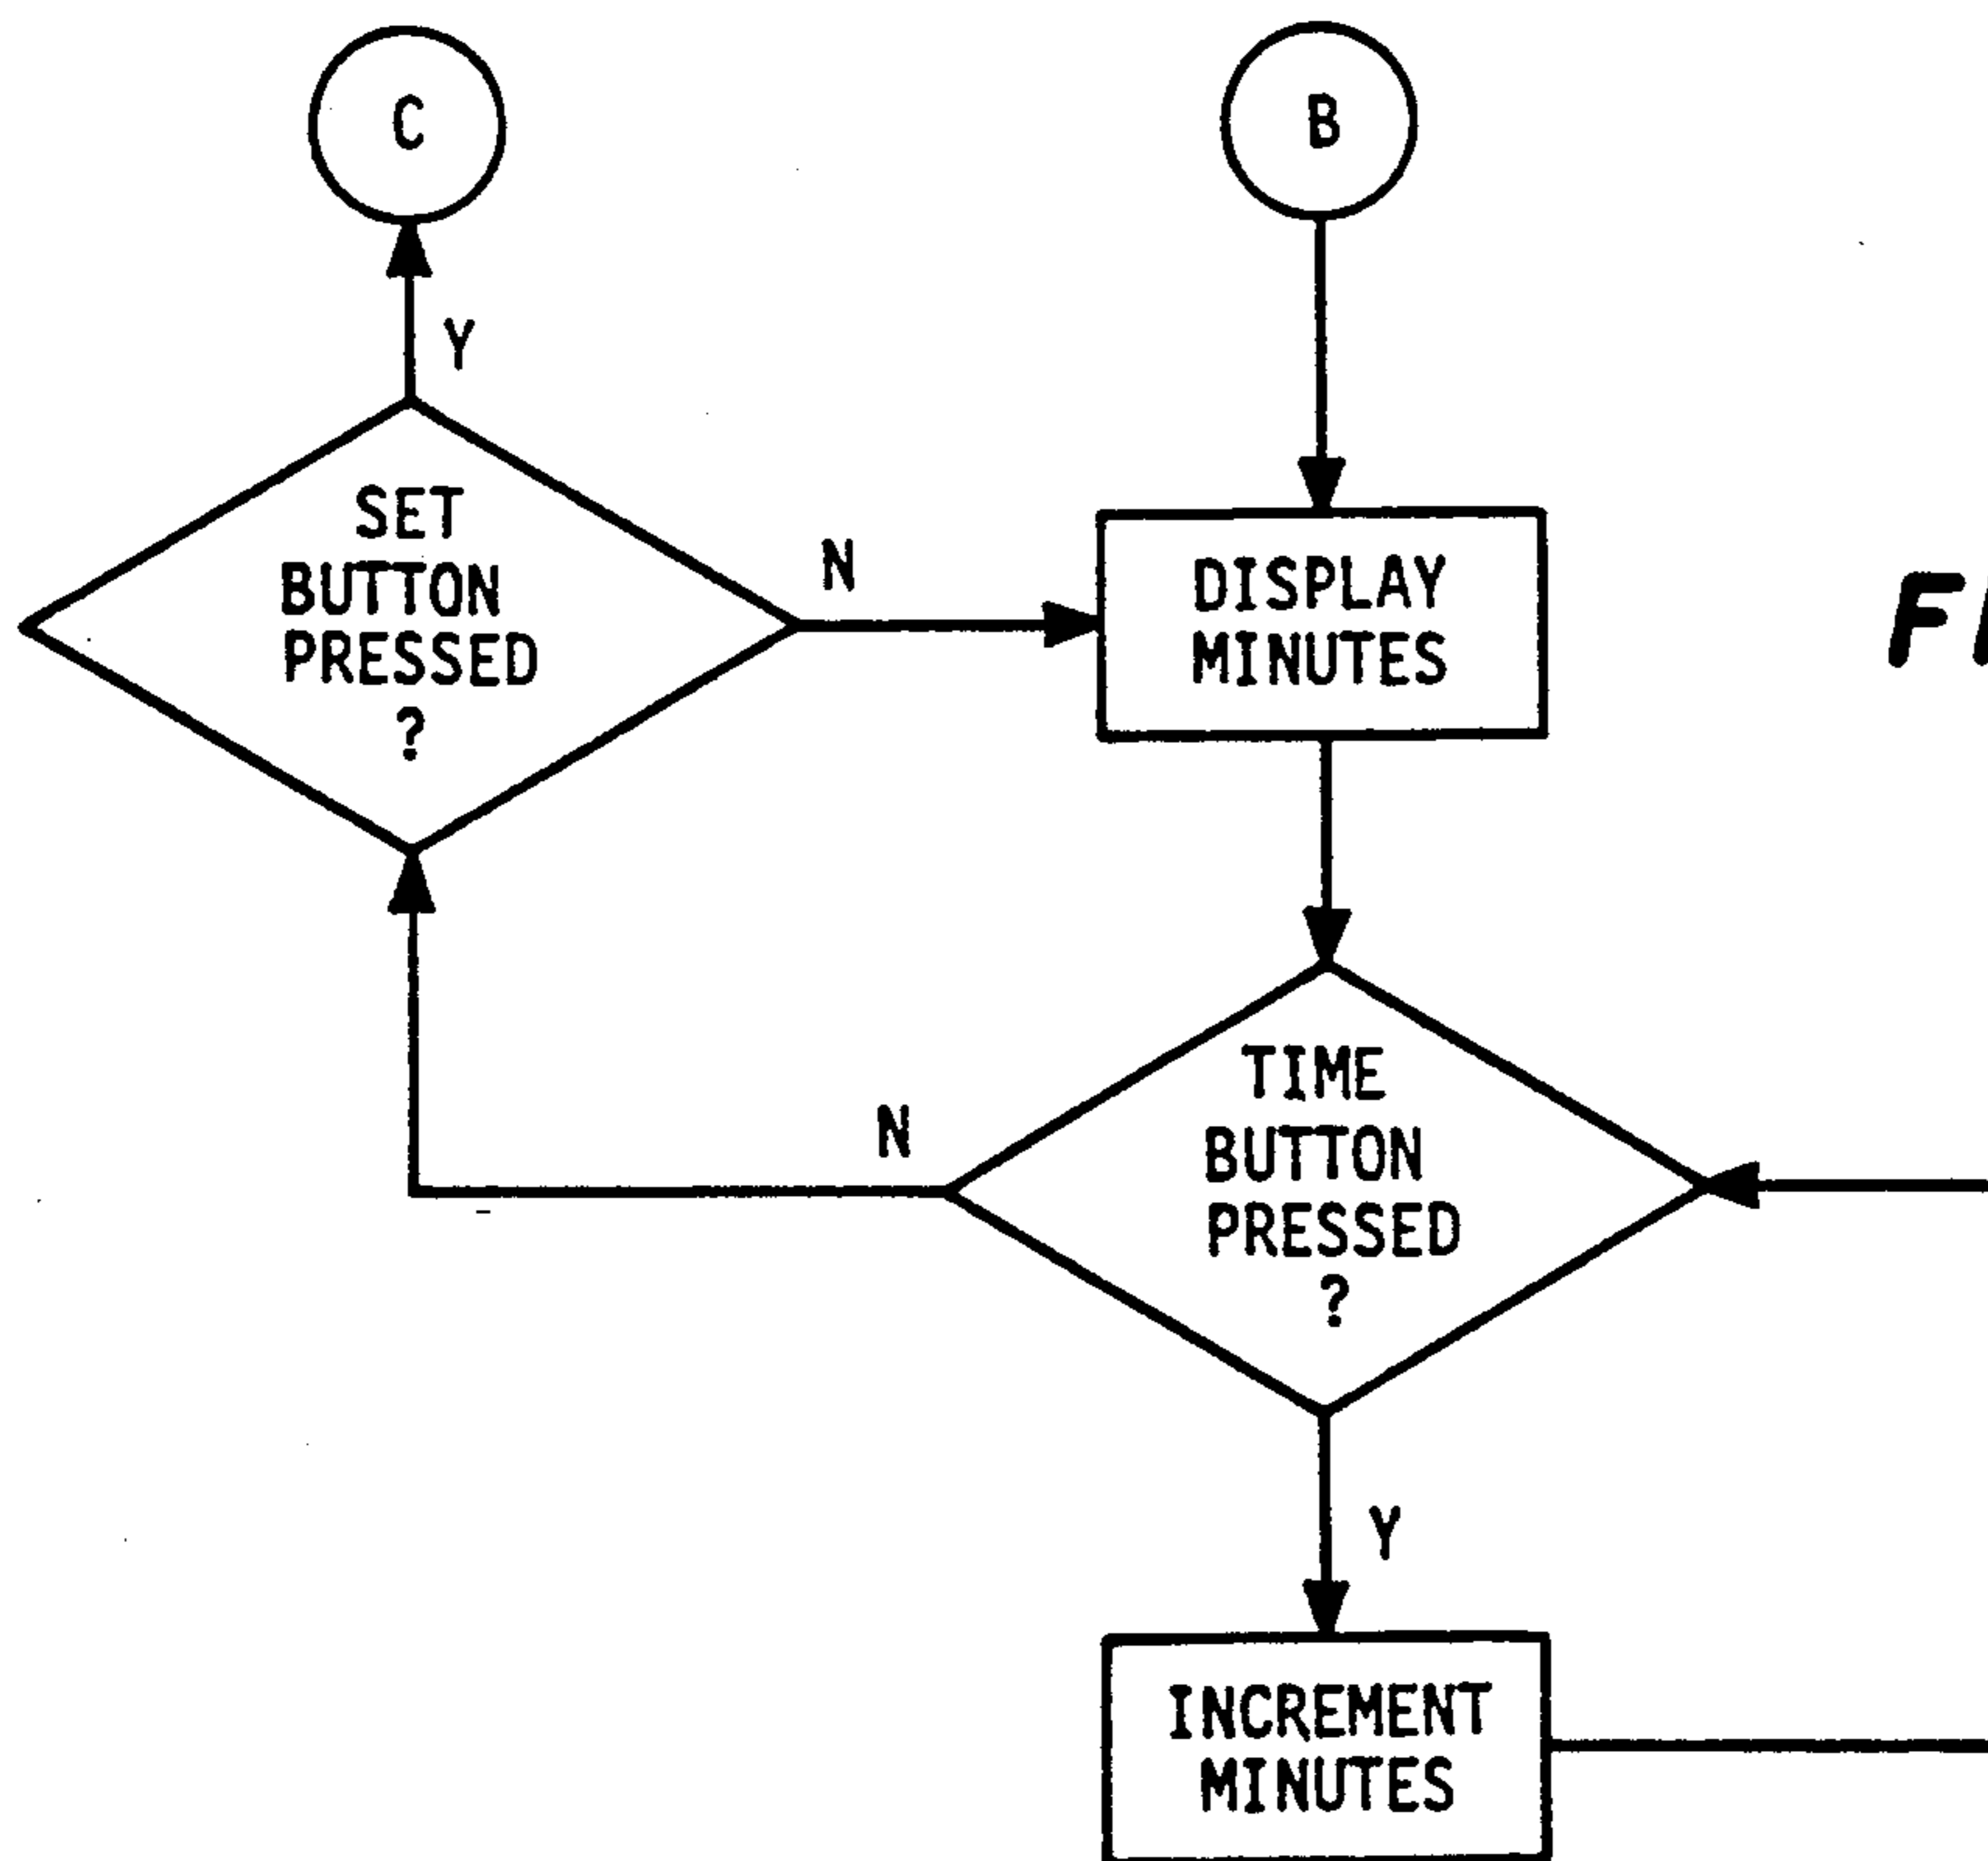 C
B
Y
SET
BUTTON
PRESSED
?
N
DISPLAY
MINUTES
N
TIME
BUTTON
PRESSED
?
Y
INCREMENT
MINUTES